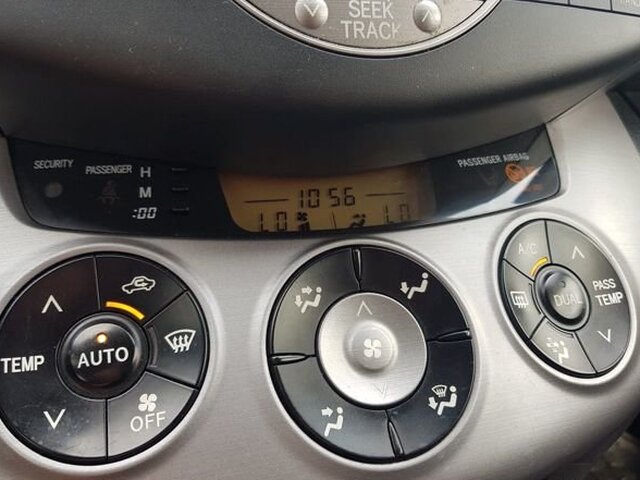 SEEK
TRACK
SECURITY
PASSENGER H
M
:00
10:56
LO LO
PASSENGER AIRBAG
TEMP
AUTO
OFF
A/C
DUAL
PASS
TEMP